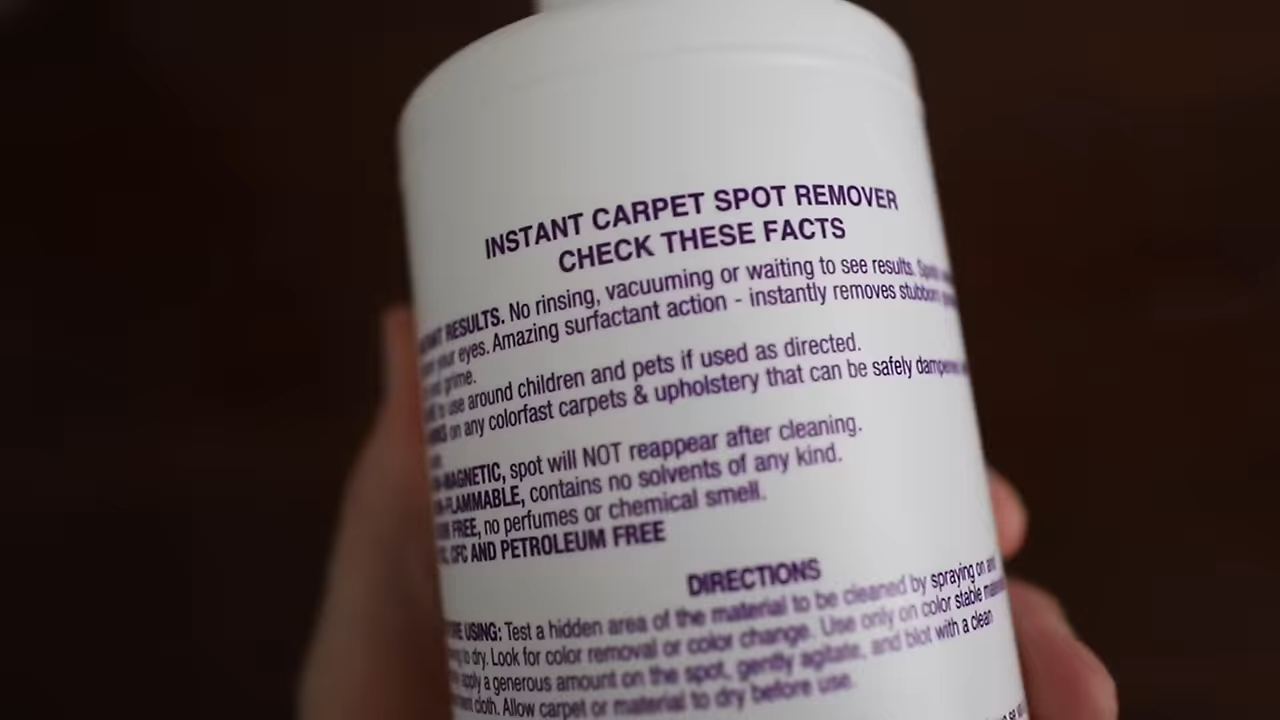 INSTANT CARPET SPOT REMOVER
CHECK THESE FACTS
RESULTS. No rinsing, vacuuming or waiting to see results.
your eyes. Amazing surfactant action - instantly removes stubborn
grime.
to use around children and pets if used as directed.
on any colorfast carpets & upholstery that can be safely dampened
-MAGNETIC, spot will NOT reappear after cleaning.
-FLAMMABLE, contains no solvents of any kind.
FREE, no perfumes or chemical smell.
CFC AND PETROLEUM FREE
DIRECTIONS
USING: Test a hidden area of the material to be cleaned by spraying on and
to dry. Look for color removal or color change. Use only on color stable
apply a generous amount on the spot, gently agitate, and blot with a clean
cloth. Allow carpet or material to dry before use.